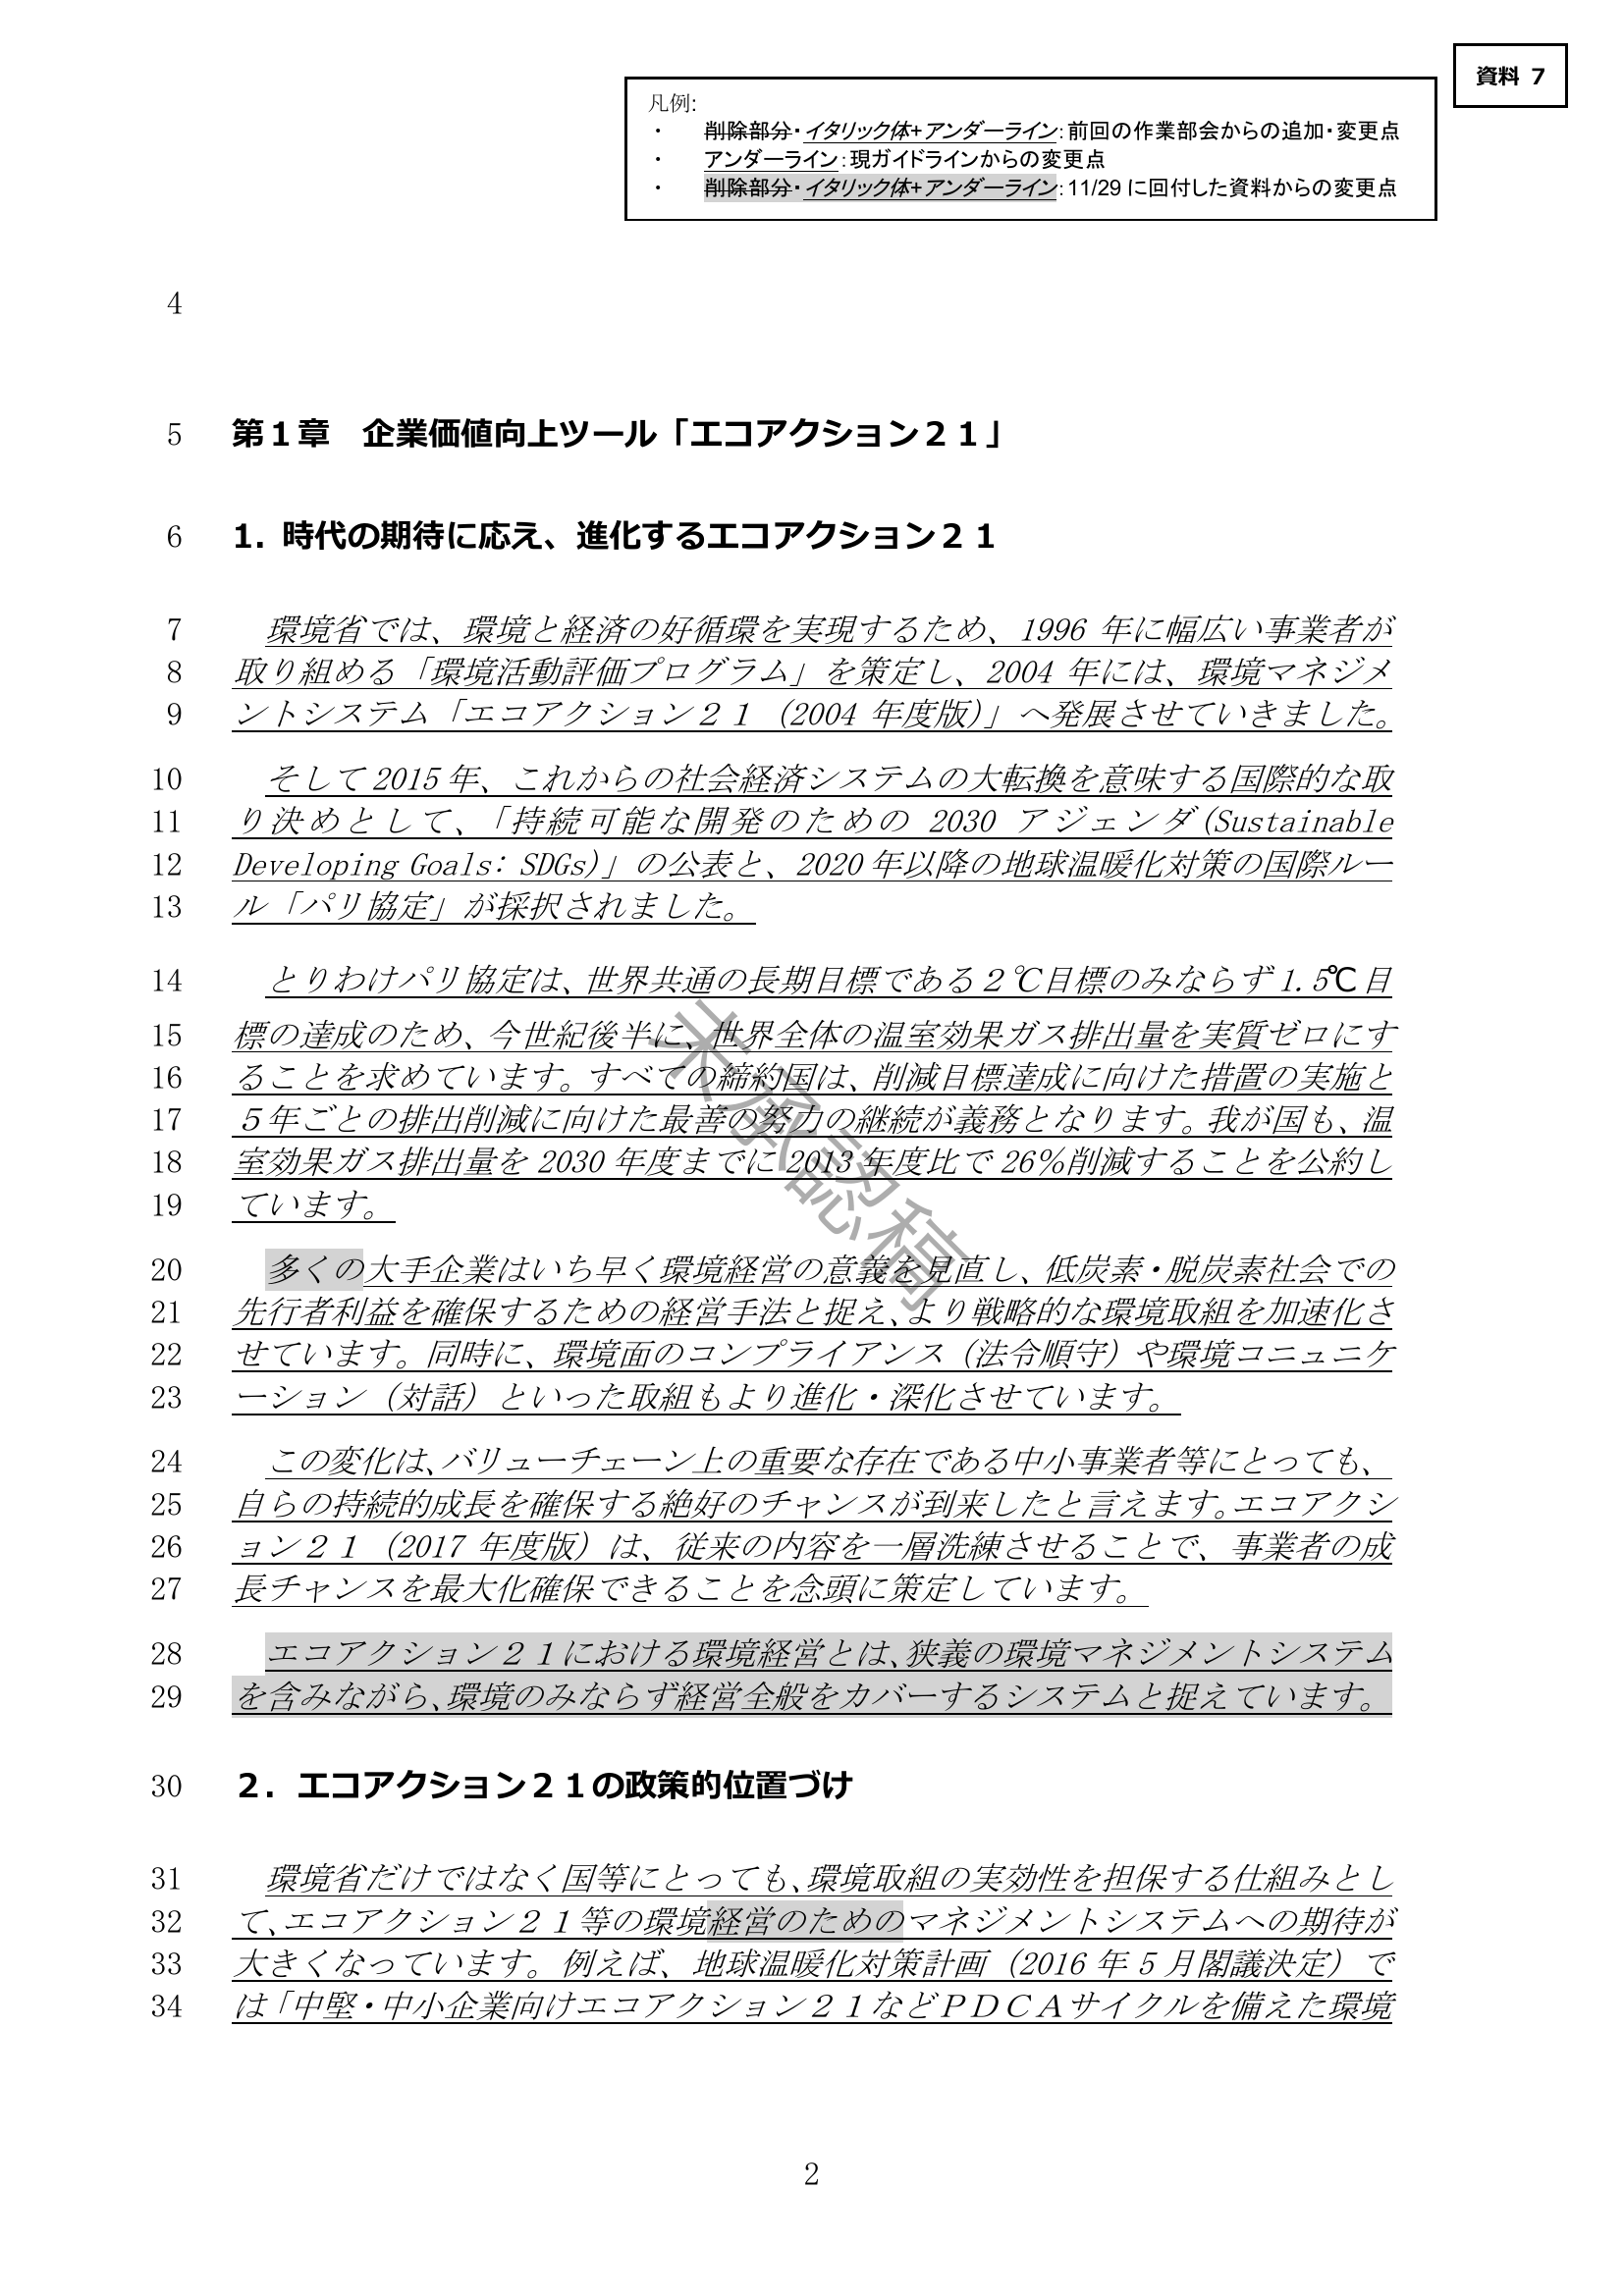 資料 7
凡例:
・ 削除部分・イタリック体+アンダーライン:前回の作業部会からの追加・変更点
・ アンダーライン:現ガイドラインからの変更点
・ 削除部分・イタリック体+アンダーライン:11/29 に回付した資料からの変更点
4
5 第1章 企業価値向上ツール「エコアクション21」
6 1. 時代の期待に応え、進化するエコアクション21
7 環境省では、環境と経済の好循環を実現するため、1996 年に幅広い事業者が
8 取り組める「環境活動評価プログラム」を策定し、2004 年には、環境マネジメ
9 ントシステム「エコアクション21(2004 年度版)」へ発展させていきました。
10 そして 2015 年、これからの社会経済システムの大転換を意味する国際的な取
11 り決めとして、「持続可能な開発のための 2030 アジェンダ(Sustainable
12 Developing Goals: SDGs)」の公表と、2020 年以降の地球温暖化対策の国際ルー
13 ル「パリ協定」が採択されました。
14 とりわけパリ協定は、世界共通の長期目標である2℃目標のみならず 1.5℃目
15 標の達成のため、今世紀後半に、世界全体の温室効果ガス排出量を実質ゼロにす
16 ることを求めています。すべての締約国は、削減目標達成に向けた措置の実施と
17 5年ごとの排出削減に向けた最善の努力の継続が義務となります。我が国も、温
18 室効果ガス排出量を 2030 年度までに 2013 年度比で 26%削減することを公約し
19 ています。
20 多くの大手企業はいち早く環境経営の意義を見直し、低炭素・脱炭素社会での
21 先行者利益を確保するための経営手法と捉え、より戦略的な環境取組を加速化さ
22 せています。同時に、環境面のコンプライアンス(法令順守)や環境コニュニケ
23 ーション(対話)といった取組もより進化・深化させています。
24 この変化は、バリューチェーン上の重要な存在である中小事業者等にとっても、
25 自らの持続的成長を確保する絶好のチャンスが到来したと言えます。エコアクシ
26 ョン21(2017 年度版)は、従来の内容を一層洗練させることで、事業者の成
27 長チャンスを最大化確保できることを念頭に策定しています。
28 エコアクション21における環境経営とは、狭義の環境マネジメントシステム
29 を含みながら、環境のみならず経営全般をカバーするシステムと捉えています。
30 2. エコアクション21の政策的位置づけ
31 環境省だけではなく国等にとっても、環境取組の実効性を担保する仕組みとし
32 て、エコアクション21等の環境経営のためのマネジメントシステムへの期待が
33 大きくなっています。例えば、地球温暖化対策計画(2016 年 5 月閣議決定)で
34 は「中堅・中小企業向けエコアクション21などPDCAサイクルを備えた環境
未承認稿
2